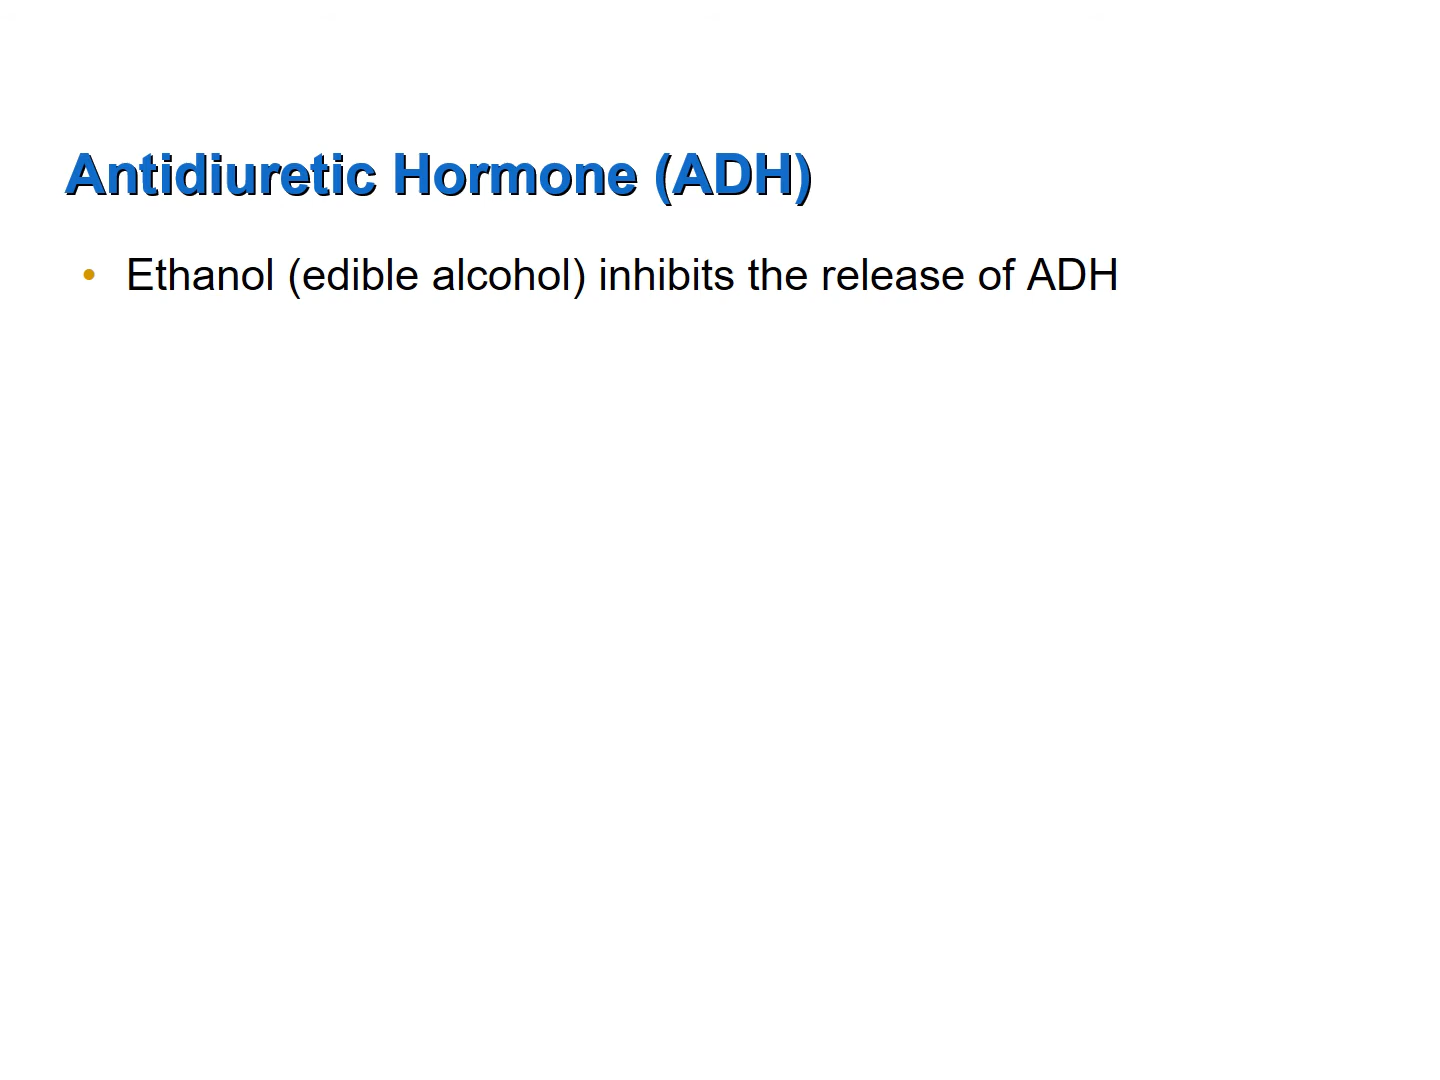 Antidiuretic Hormone (ADH)
• Ethanol (edible alcohol) inhibits the release of ADH